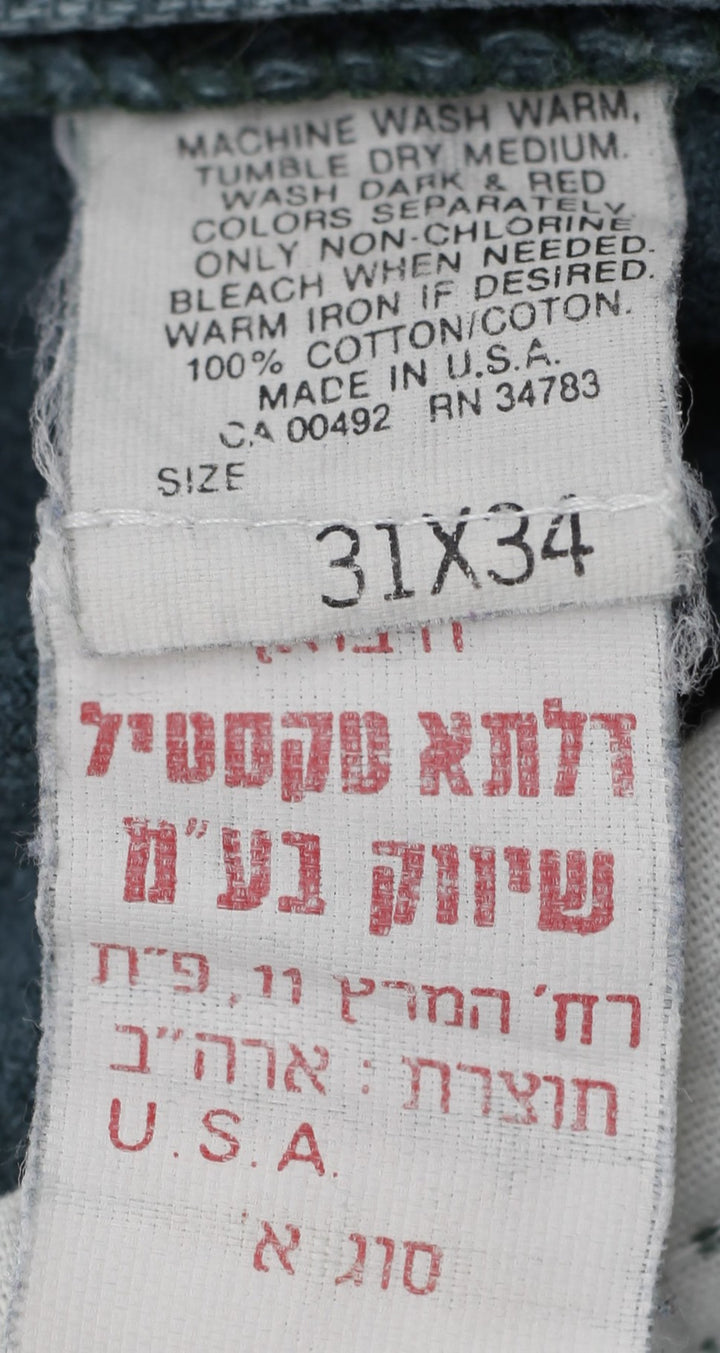 MACHINE WASH WARM,
TUMBLE DRY MEDIUM.
WASH DARK & RED
COLORS SEPARATELY
ONLY NON-CHLORINE
BLEACH WHEN NEEDED.
WARM IRON IF DESIRED.
100% COTTON/COTON.
MADE IN U.S.A.
CA 00492 RN 34783
SIZE
31X34
דלתא טקסטיל
שיווק בע"מ
רח' המרץ 11, פ"ת
תוצרת: ארה"ב
U.S.A.
סוג א'